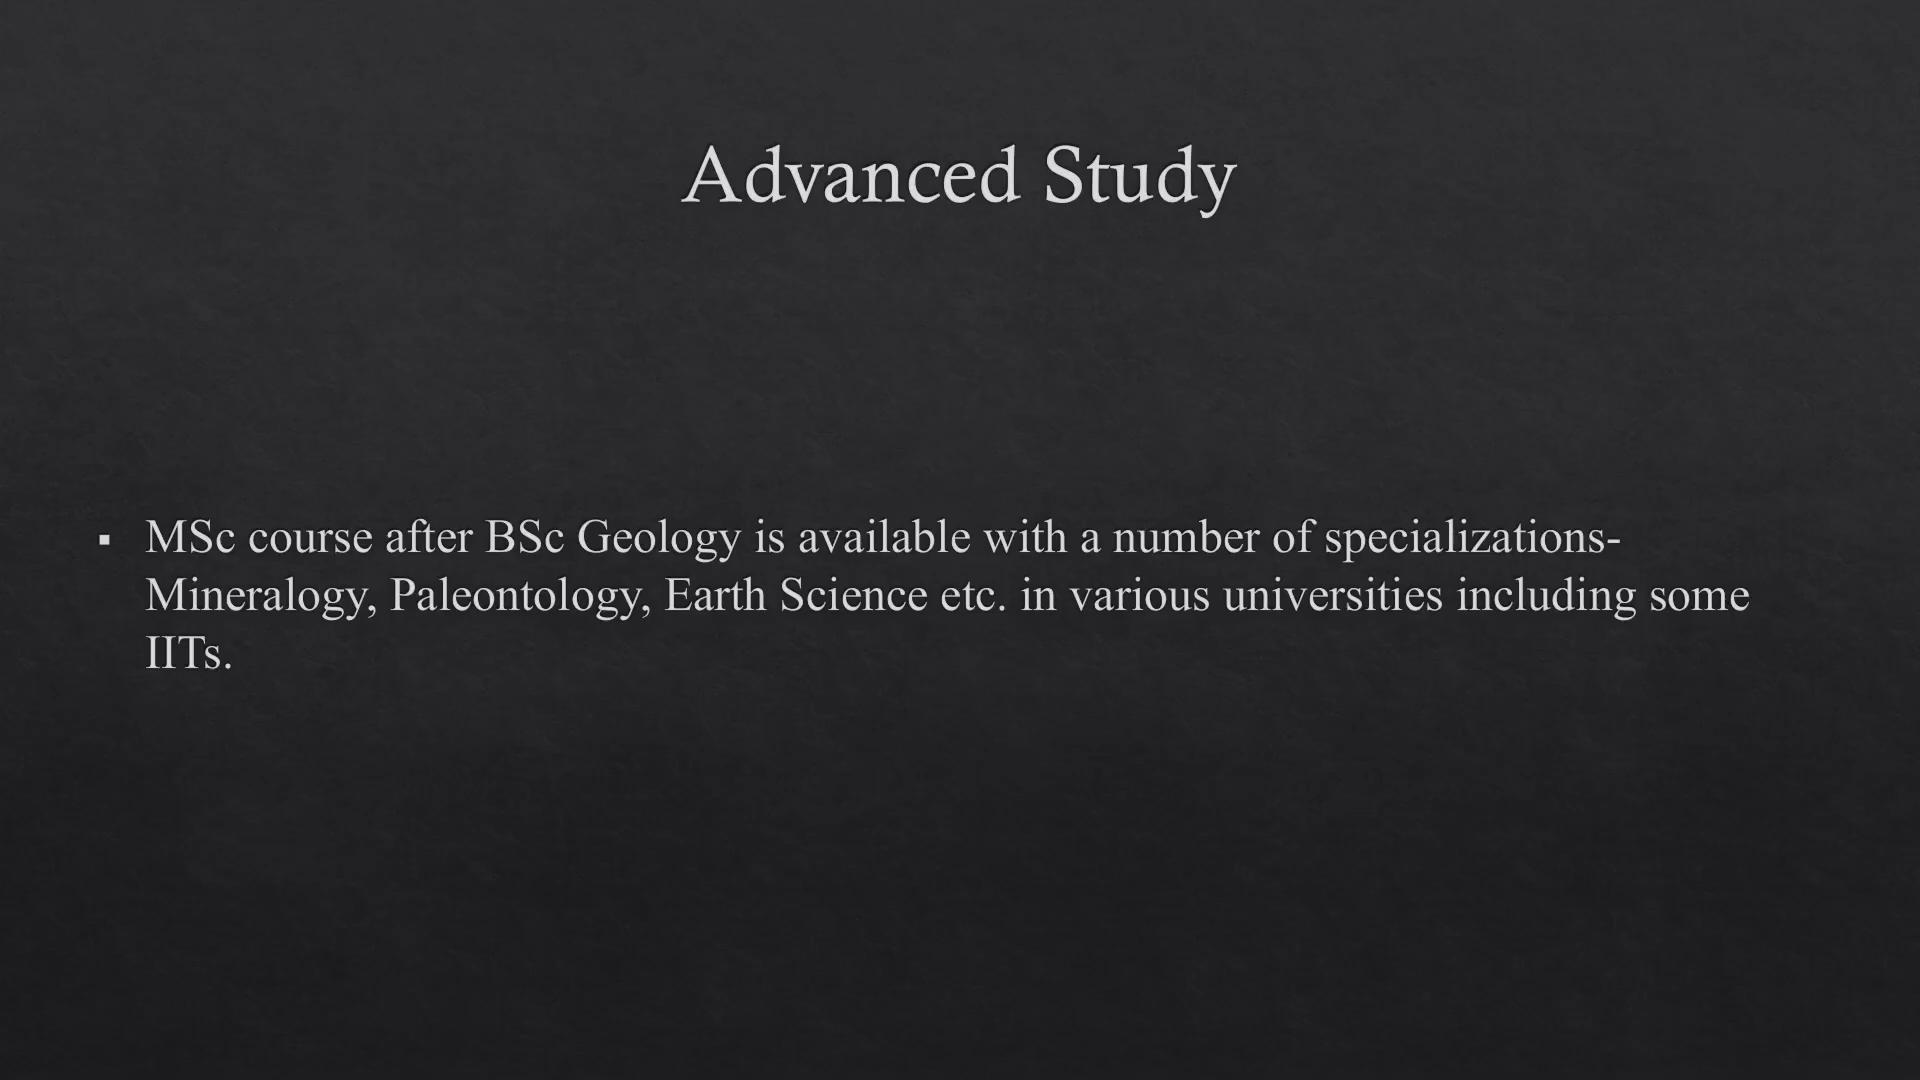 Advanced Study
▪ MSc course after BSc Geology is available with a number of specializations-
Mineralogy, Paleontology, Earth Science etc. in various universities including some
IITs.